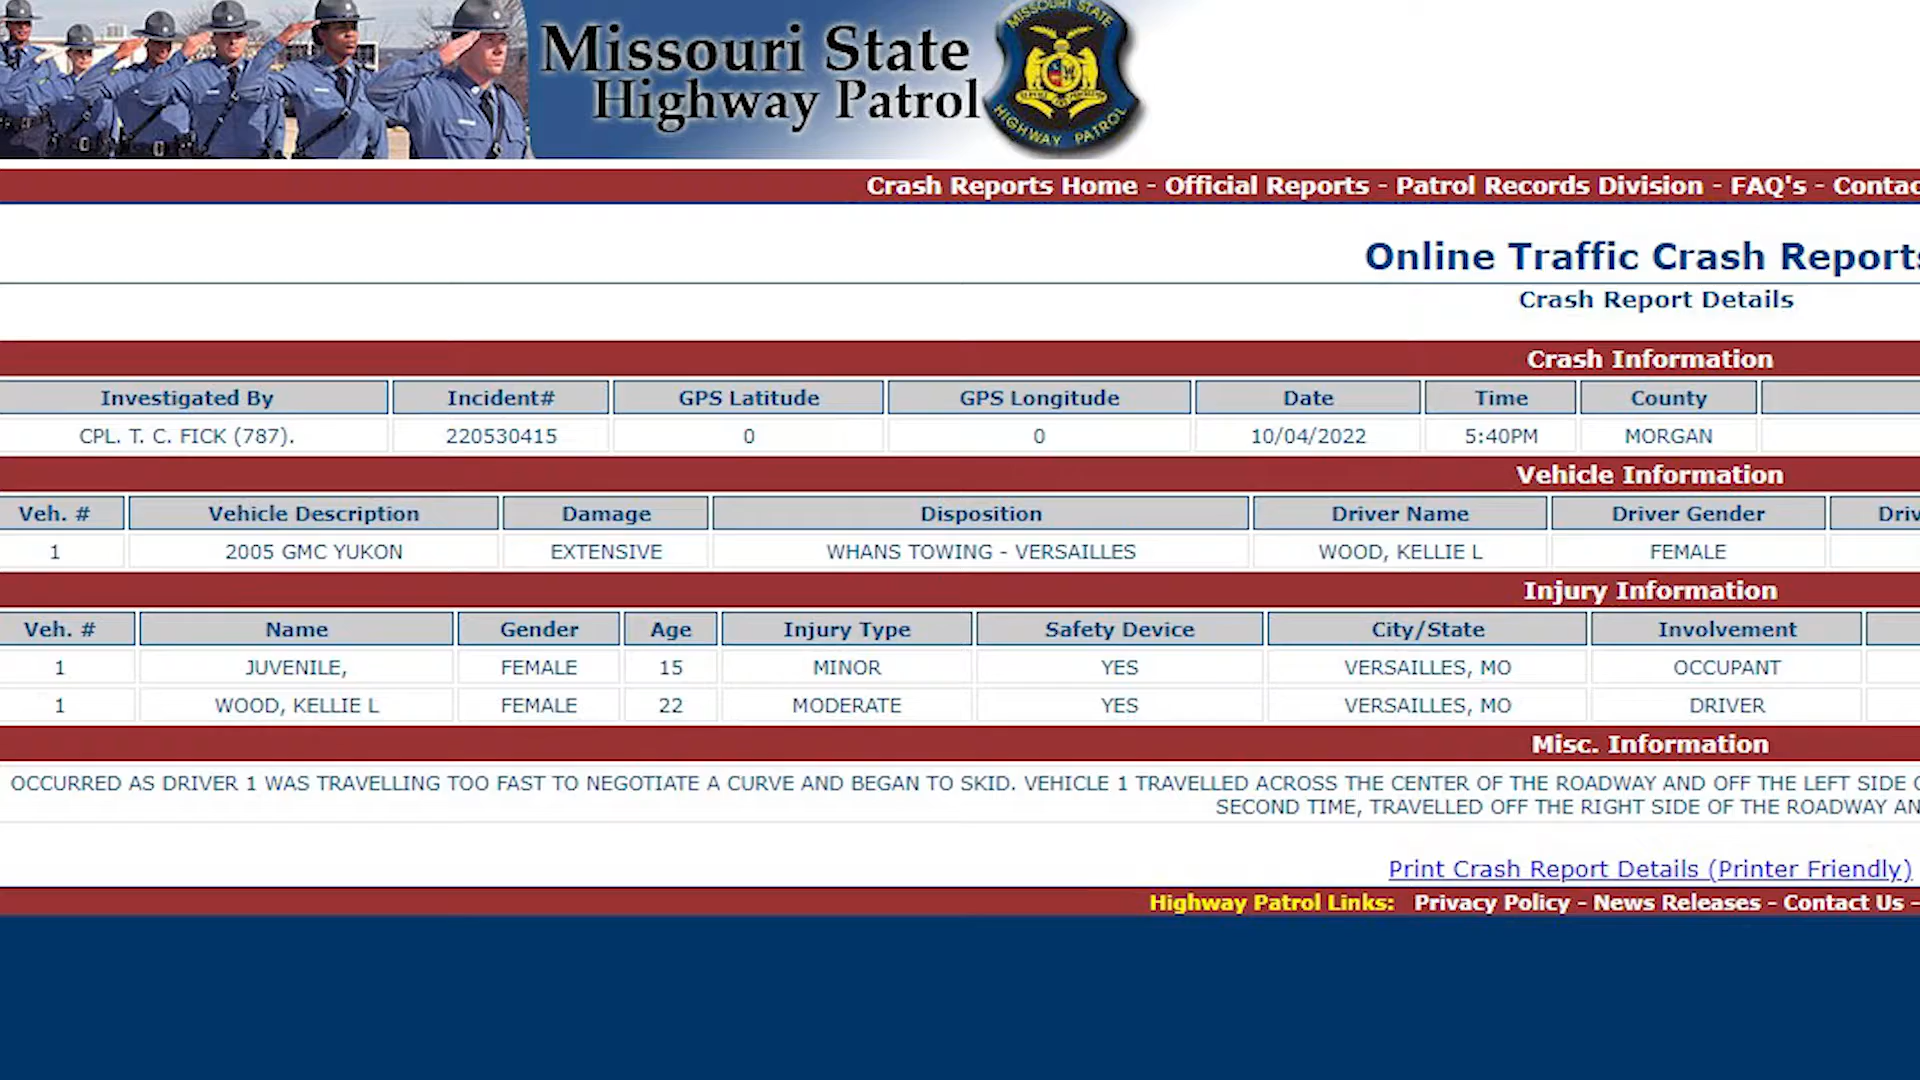 Missouri State
Highway Patrol
MISSOURI STATE
HIGHWAY PATROL
Crash Reports Home - Official Reports - Patrol Records Division - FAQ's - Contac
Online Traffic Crash Reports
Crash Report Details
Crash Information
Investigated By Incident# GPS Latitude GPS Longitude Date Time County
CPL. T. C. FICK (787). 220530415 0 0 10/04/2022 5:40PM MORGAN
Vehicle Information
Veh. # Vehicle Description Damage Disposition Driver Name Driver Gender Driv
1 2005 GMC YUKON EXTENSIVE WHANS TOWING - VERSAILLES WOOD, KELLIE L FEMALE
Injury Information
Veh. # Name Gender Age Injury Type Safety Device City/State Involvement
1 JUVENILE, FEMALE 15 MINOR YES VERSAILLES, MO OCCUPANT
1 WOOD, KELLIE L FEMALE 22 MODERATE YES VERSAILLES, MO DRIVER
Misc. Information
OCCURRED AS DRIVER 1 WAS TRAVELLING TOO FAST TO NEGOTIATE A CURVE AND BEGAN TO SKID. VEHICLE 1 TRAVELLED ACROSS THE CENTER OF THE ROADWAY AND OFF THE LEFT SIDE
SECOND TIME, TRAVELLED OFF THE RIGHT SIDE OF THE ROADWAY AN
Print Crash Report Details (Printer Friendly)
Highway Patrol Links: Privacy Policy - News Releases - Contact Us -